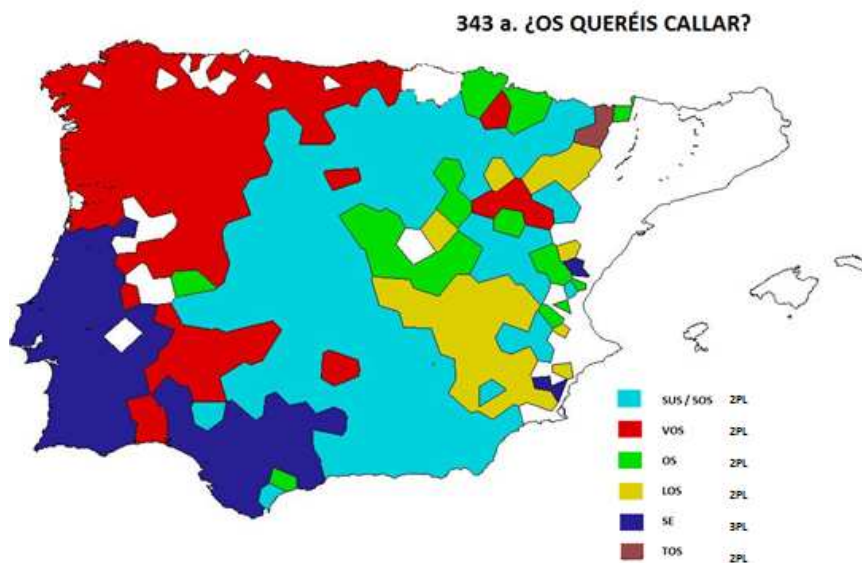 343 a. ¿OS QUERÉIS CALLAR?
SUS / SOS 2PL
VOS 2PL
OS 2PL
LOS 2PL
SE 3PL
TOS 2PL